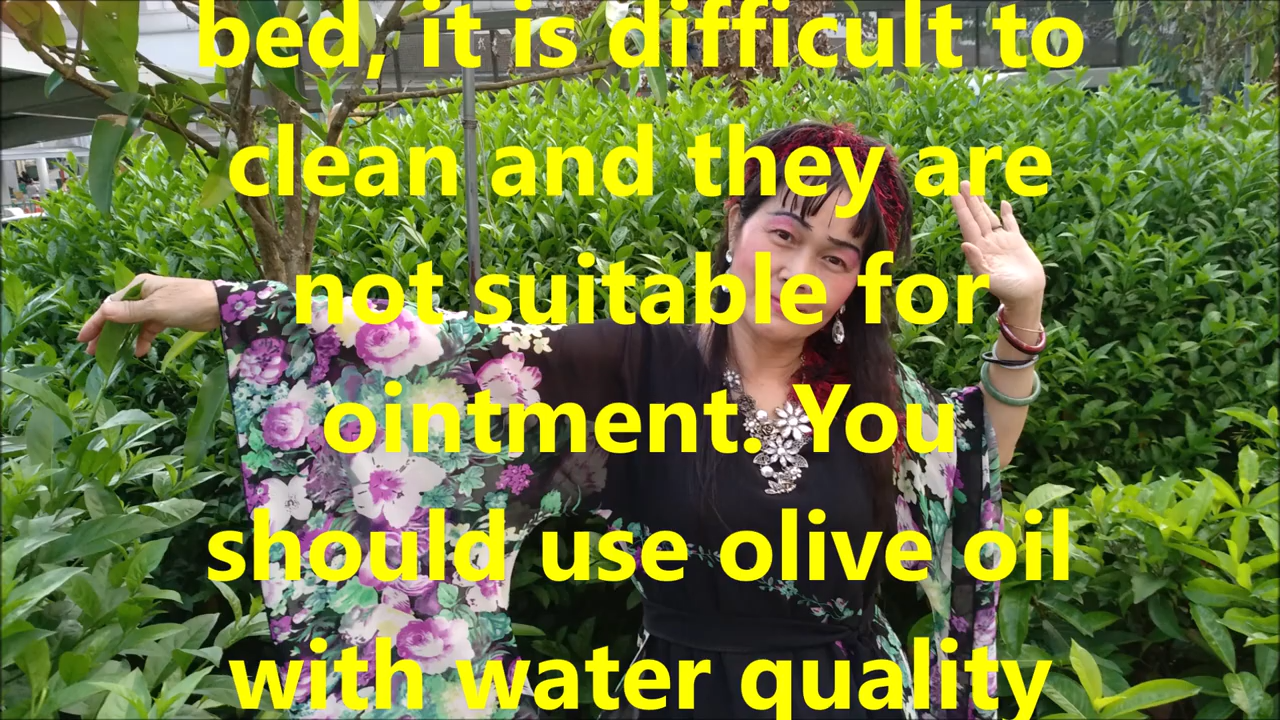 bed, it is difficult to
clean and they are
not suitable for
ointment. You
should use olive oil
with water quality